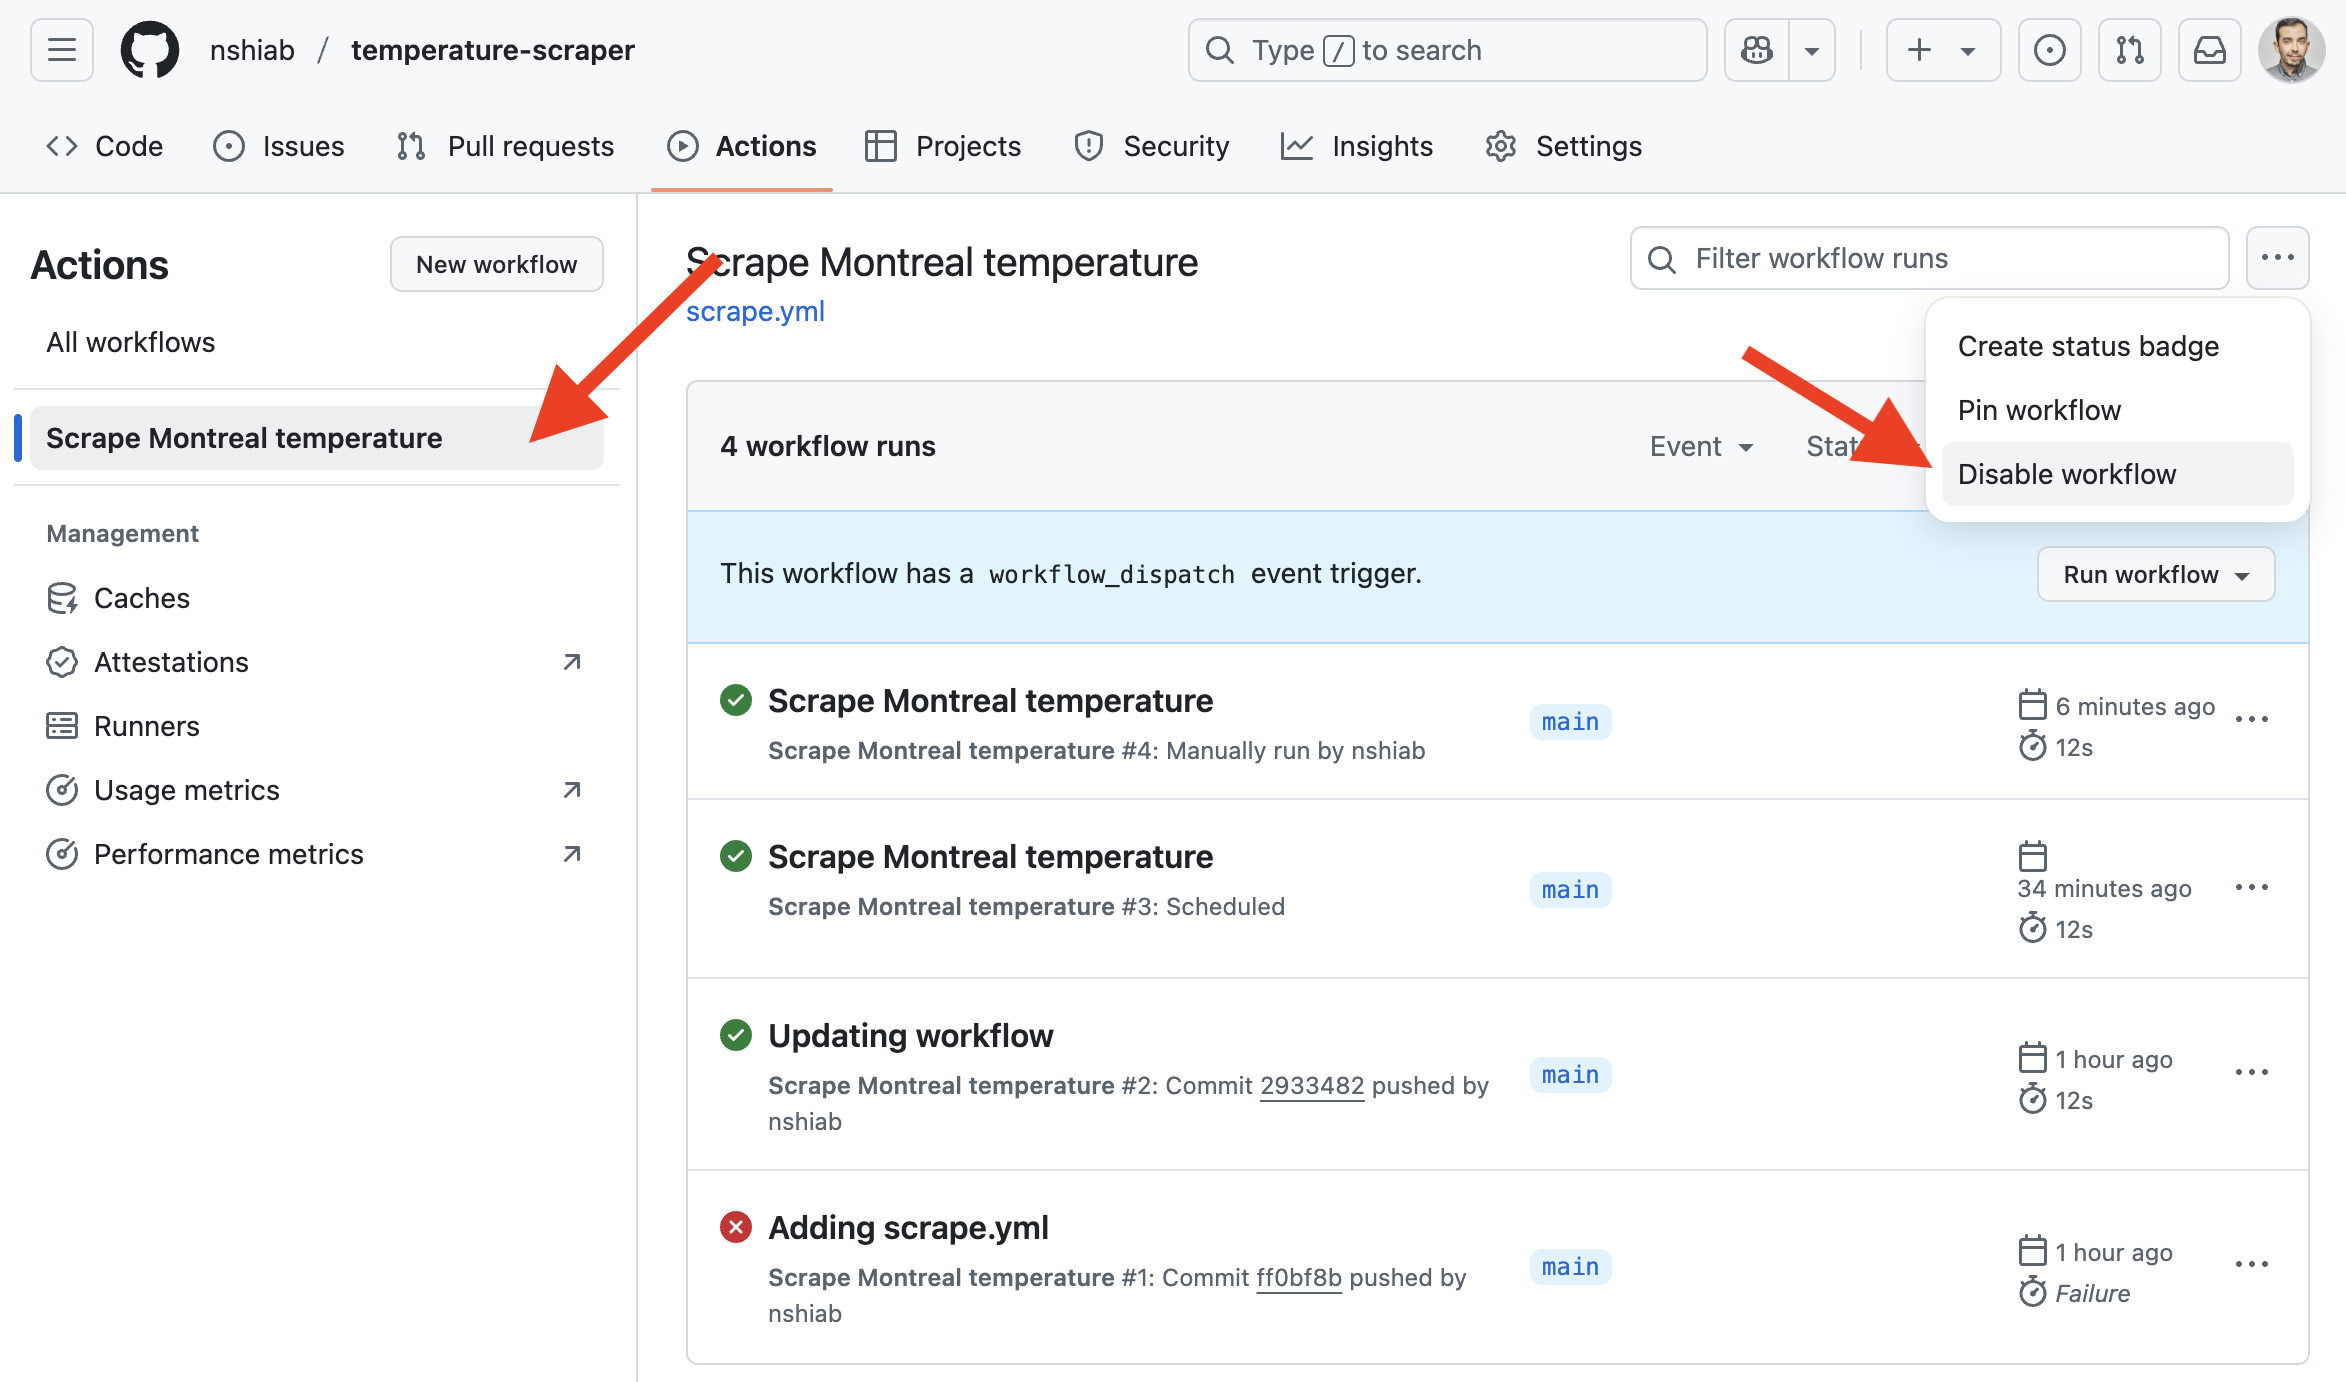 nshiab / temperature-scraper
Type / to search
Code
Issues
Pull requests
Actions
Projects
Security
Insights
Settings
Actions
New workflow
All workflows
Scrape Montreal temperature
Management
Caches
Attestations
Runners
Usage metrics
Performance metrics
Scrape Montreal temperature
scrape.yml
Filter workflow runs
Create status badge
Pin workflow
Disable workflow
4 workflow runs
Event
This workflow has a workflow_dispatch event trigger.
Run workflow
Scrape Montreal temperature
Scrape Montreal temperature #4: Manually run by nshiab
main
6 minutes ago
12s
Scrape Montreal temperature
Scrape Montreal temperature #3: Scheduled
main
34 minutes ago
12s
Updating workflow
Scrape Montreal temperature #2: Commit 2933482 pushed by
nshiab
main
1 hour ago
12s
Adding scrape.yml
Scrape Montreal temperature #1: Commit ff0bf8b pushed by
nshiab
main
1 hour ago
Failure